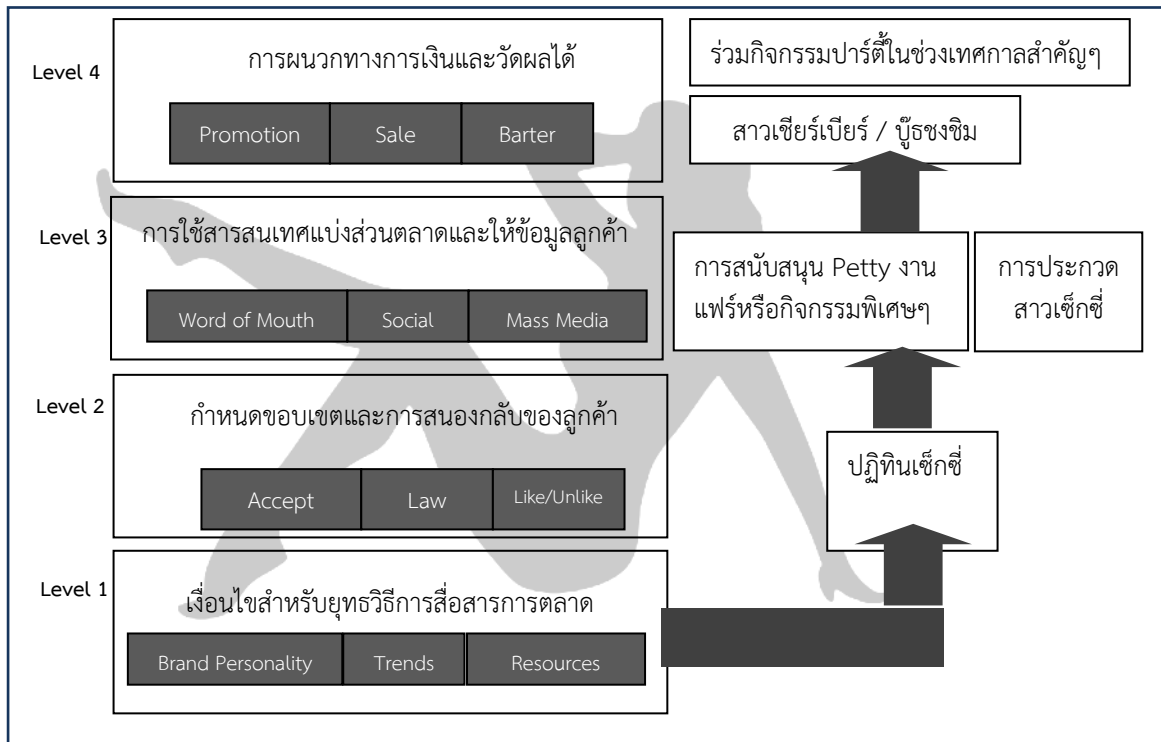 Level 4
การผนวกทางการเงินและวัดผลได้
Promotion
Sale
Barter
ร่วมกิจกรรมปาร์ตี้ในช่วงเทศกาลสำคัญๆ
สาวเชียร์เบียร์ / บู๊ธชงชิม
Level 3
การใช้สารสนเทศแบ่งส่วนตลาดและให้ข้อมูลลูกค้า
Word of Mouth
Social
Mass Media
การสนับสนุน Petty งาน
แฟร์หรือกิจกรรมพิเศษๆ
การประกวด
สาวเซ็กซี่
Level 2
กำหนดขอบเขตและการสนองกลับของลูกค้า
Accept
Law
Like/Unlike
ปฏิทินเซ็กซี่
Level 1
เงื่อนไขสำหรับยุทธวิธีการสื่อสารการตลาด
Brand Personality
Trends
Resources